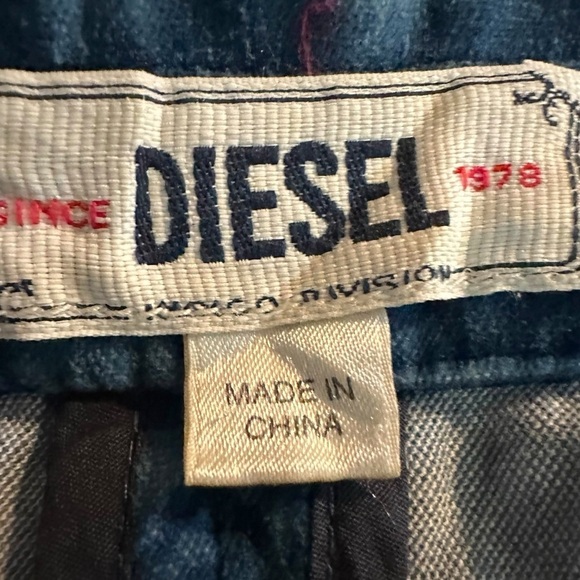 SINCE DIESEL 1978
INDIGO DIVISION
MADE IN
CHINA